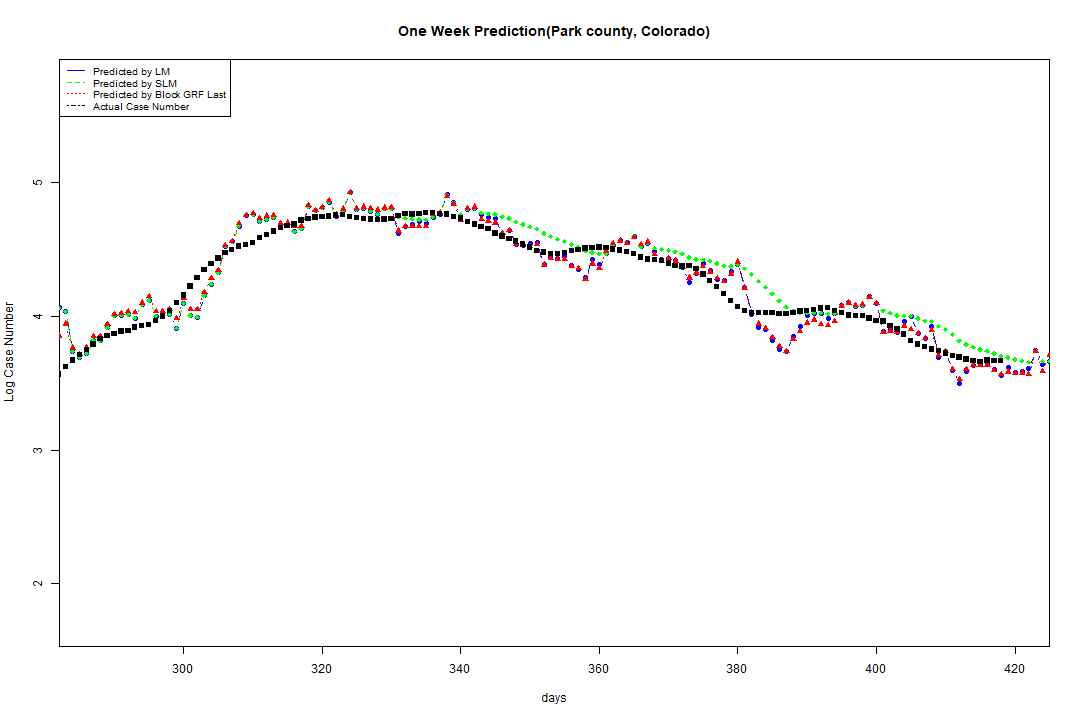 One Week Prediction(Park county, Colorado)
Predicted by LM
Predicted by SLM
Predicted by Block GRF Last
Actual Case Number
5
4
3
2
Log Case Number
300 320 340 360 380 400 420
days